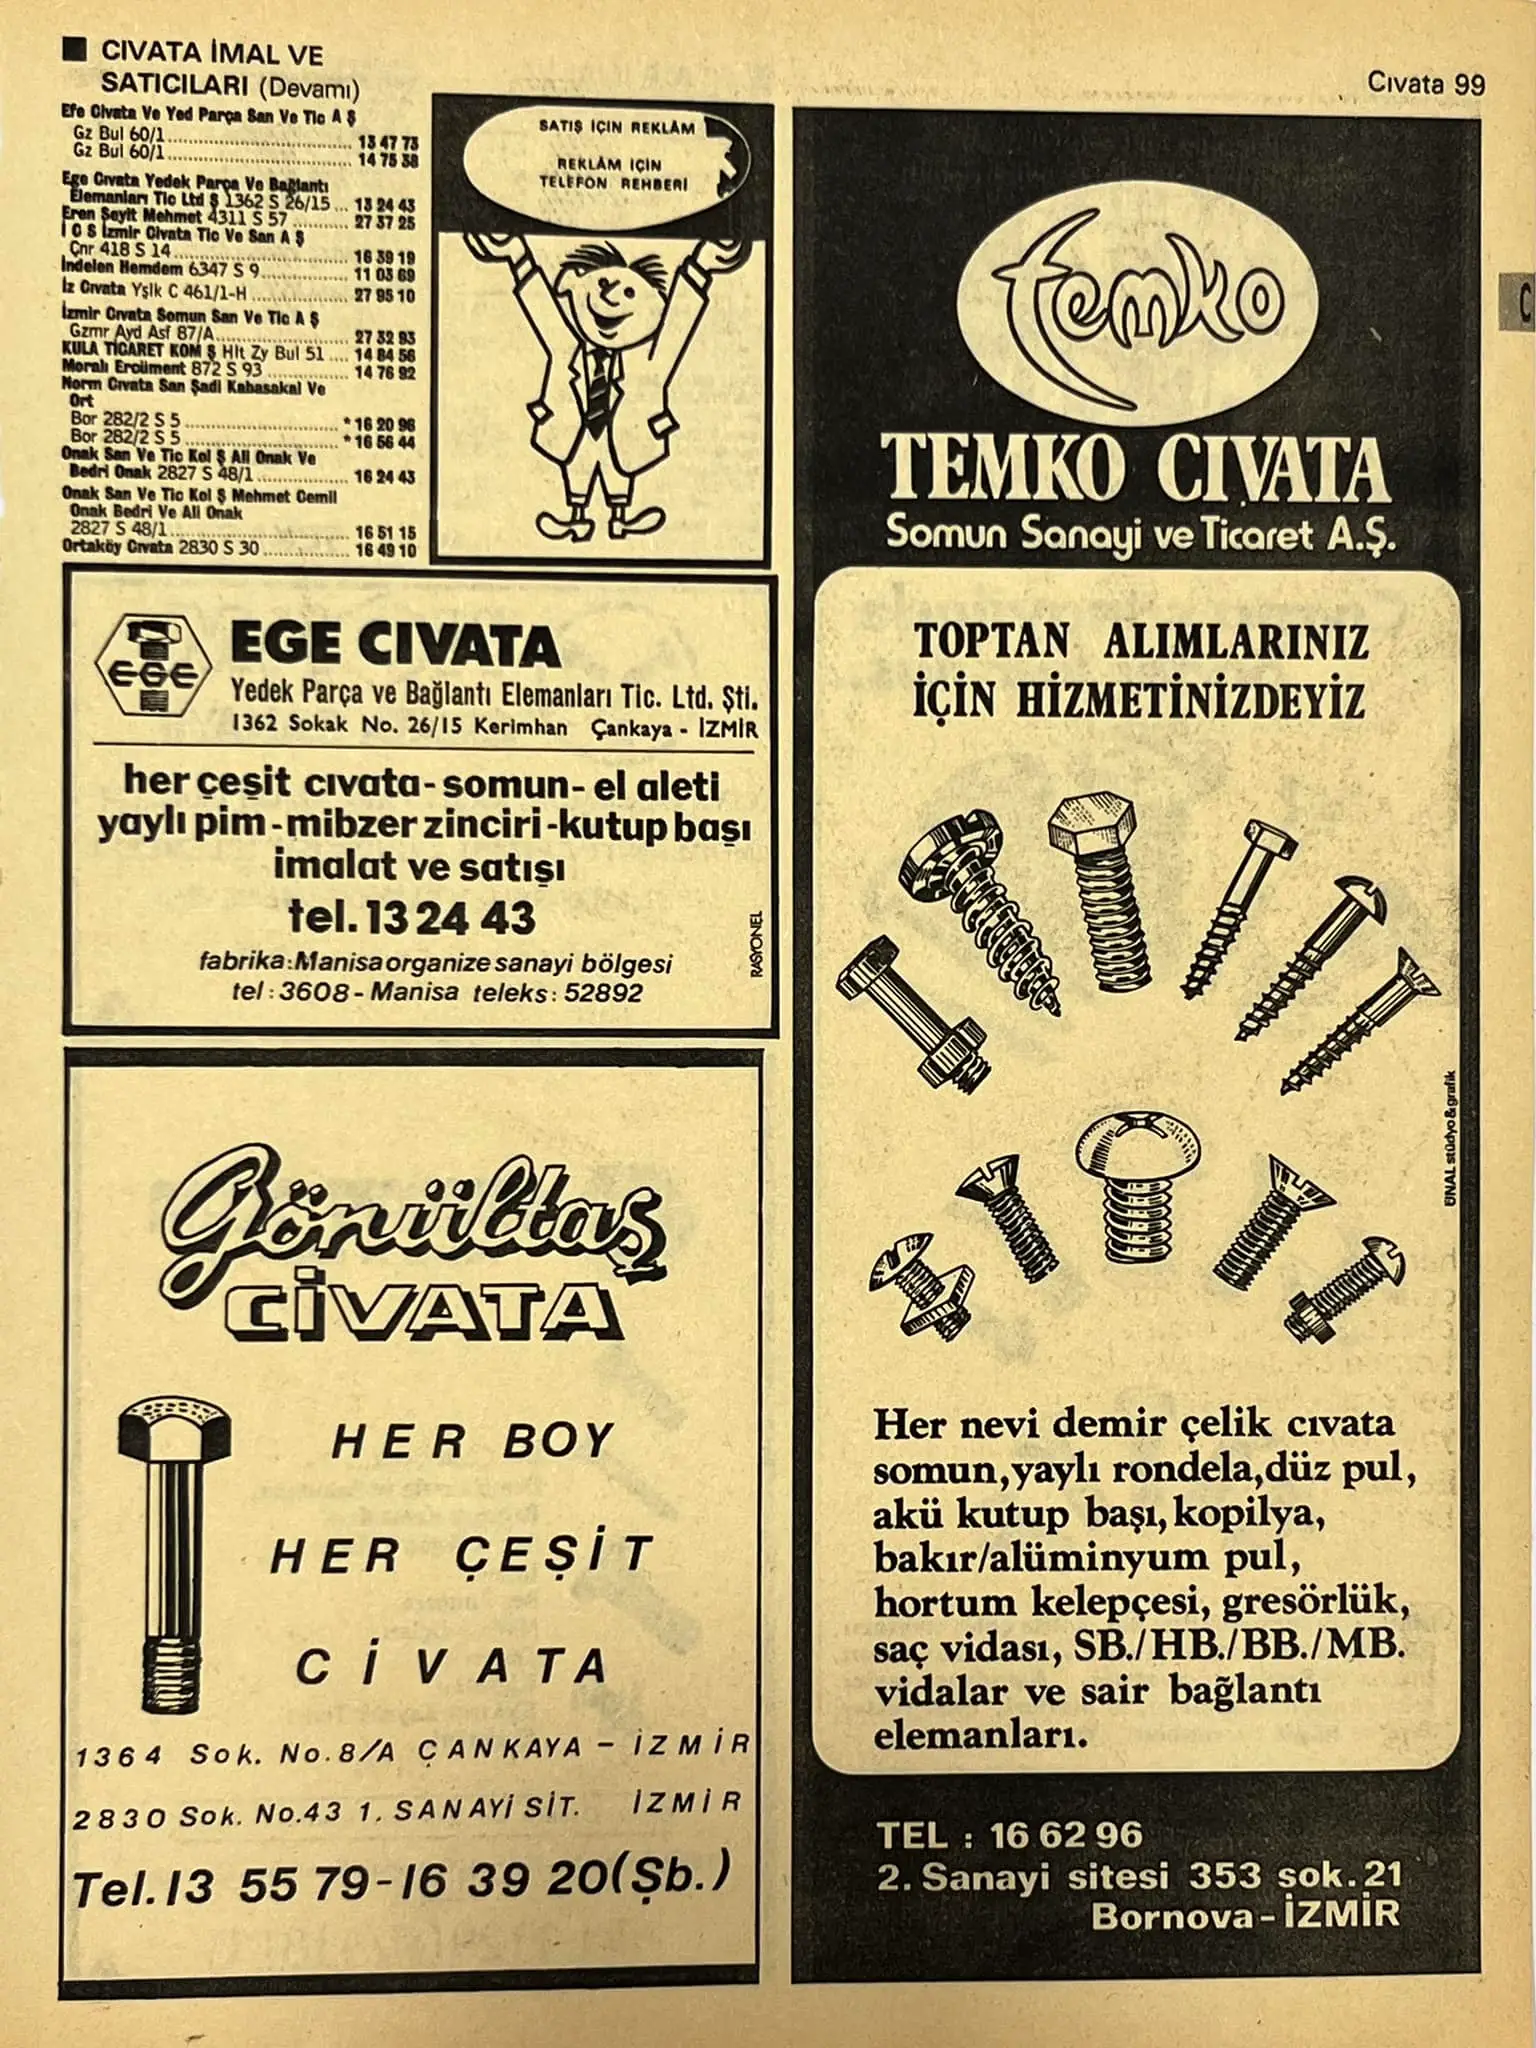 CIVATA İMAL VE
SATICILARI (Devamı)
Cıvata 99
Efe Cıvata Ve Yed Parça San Ve Tic A Ş
Gz Bul 60/1 13 47 73
Gz Bul 60/1 14 75 38
Ege Cıvata Yedek Parça Ve Bağlantı
Elemanları Tic Ltd Ş 1362 S 26/15 ... 13 24 43
Eren Seyit Mehmet 4311 S 57 27 37 25
I C S İzmir Cıvata Tic Ve San A Ş
Çnr 418 S 14 16 39 19
İndelen Hemdem 6347 S 9 11 03 69
İz Cıvata Yşlk C 461/1-H 27 95 10
İzmir Cıvata Somun San Ve Tic A Ş
Gzmr Ayd Asf 87/A 27 32 93
KULA TİCARET KOM Ş Hlt Zy Bul 51 .... 14 84 56
Moralı Ercüment 872 S 93 14 76 92
Norm Cıvata San Şadi Kabasakal Ve
Ort
Bor 282/2 S 5 *16 20 96
Bor 282/2 S 5 *16 56 44
Onak San Ve Tic Kol Ş Ali Onak Ve
Bedri Onak 2827 S 48/1 16 24 43
Onak San Ve Tic Kol Ş Mehmet Cemil
Onak Bedri Ve Ali Onak
2827 S 48/1 16 51 15
Ortaköy Cıvata 2830 S 30 16 49 10
SATIŞ İÇİN REKLÂM
REKLÂM İÇİN
TELEFON REHBERİ
EGE
EGE CIVATA
Yedek Parça ve Bağlantı Elemanları Tic. Ltd. Şti.
1362 Sokak No. 26/15 Kerimhan Çankaya - İZMİR
her çeşit cıvata-somun-el aleti
yaylı pim-mibzer zinciri-kutup başı
imalat ve satışı
tel. 13 24 43
fabrika:Manisa organize sanayi bölgesi
tel: 3608 - Manisa teleks: 52892
RASYONEL
Gönültaş
CİVATA
HER BOY
HER ÇEŞİT
CİVATA
1364 Sok. No.8/A ÇANKAYA - İZMİR
2830 Sok. No.43 1. SANAYİ SİT. İZMİR
Tel. 13 55 79-16 39 20 (Şb.)
temko
TEMKO CIVATA
Somun Sanayi ve Ticaret A.Ş.
TOPTAN ALIMLARINIZ
İÇİN HİZMETİNİZDEYİZ
ÜNAL stüdyo & grafik
Her nevi demir çelik cıvata
somun,yaylı rondela,düz pul,
akü kutup başı,kopilya,
bakır/alüminyum pul,
hortum kelepçesi, gresörlük,
saç vidası, SB./HB./BB./MB.
vidalar ve sair bağlantı
elemanları.
TEL : 16 62 96
2. Sanayi sitesi 353 sok. 21
Bornova - İZMİR
C